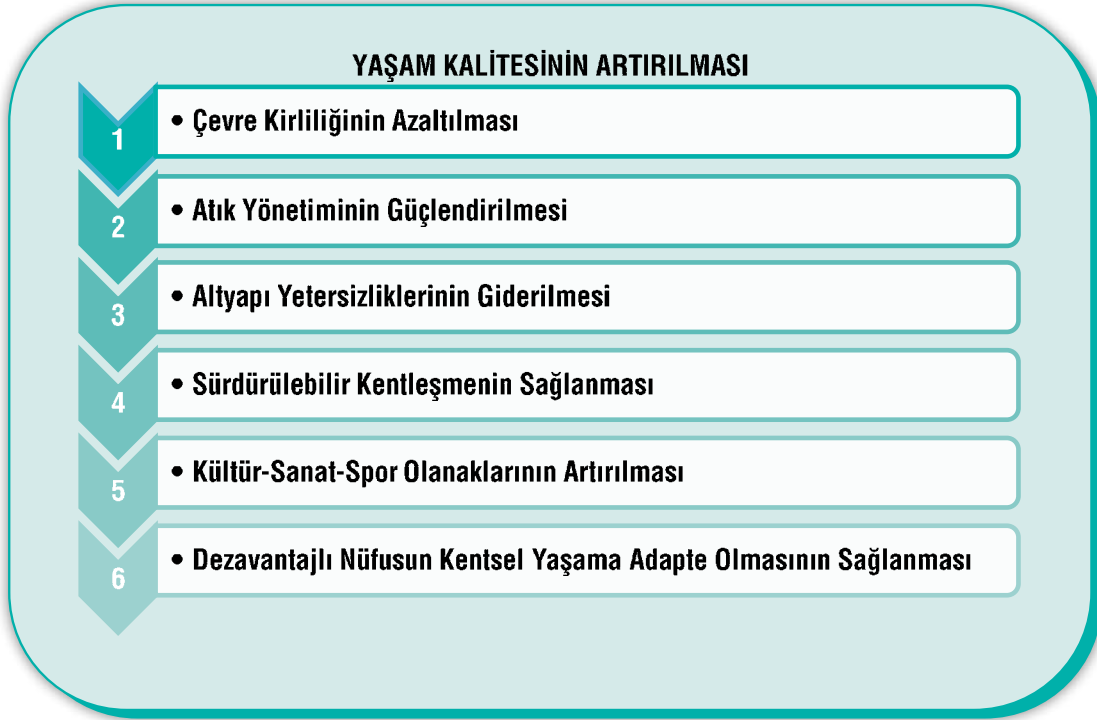 YAŞAM KALİTESİNİN ARTIRILMASI
1 • Çevre Kirliliğinin Azaltılması
2 • Atık Yönetiminin Güçlendirilmesi
3 • Altyapı Yetersizliklerinin Giderilmesi
4 • Sürdürülebilir Kentleşmenin Sağlanması
5 • Kültür-Sanat-Spor Olanaklarının Artırılması
6 • Dezavantajlı Nüfusun Kentsel Yaşama Adapte Olmasının Sağlanması